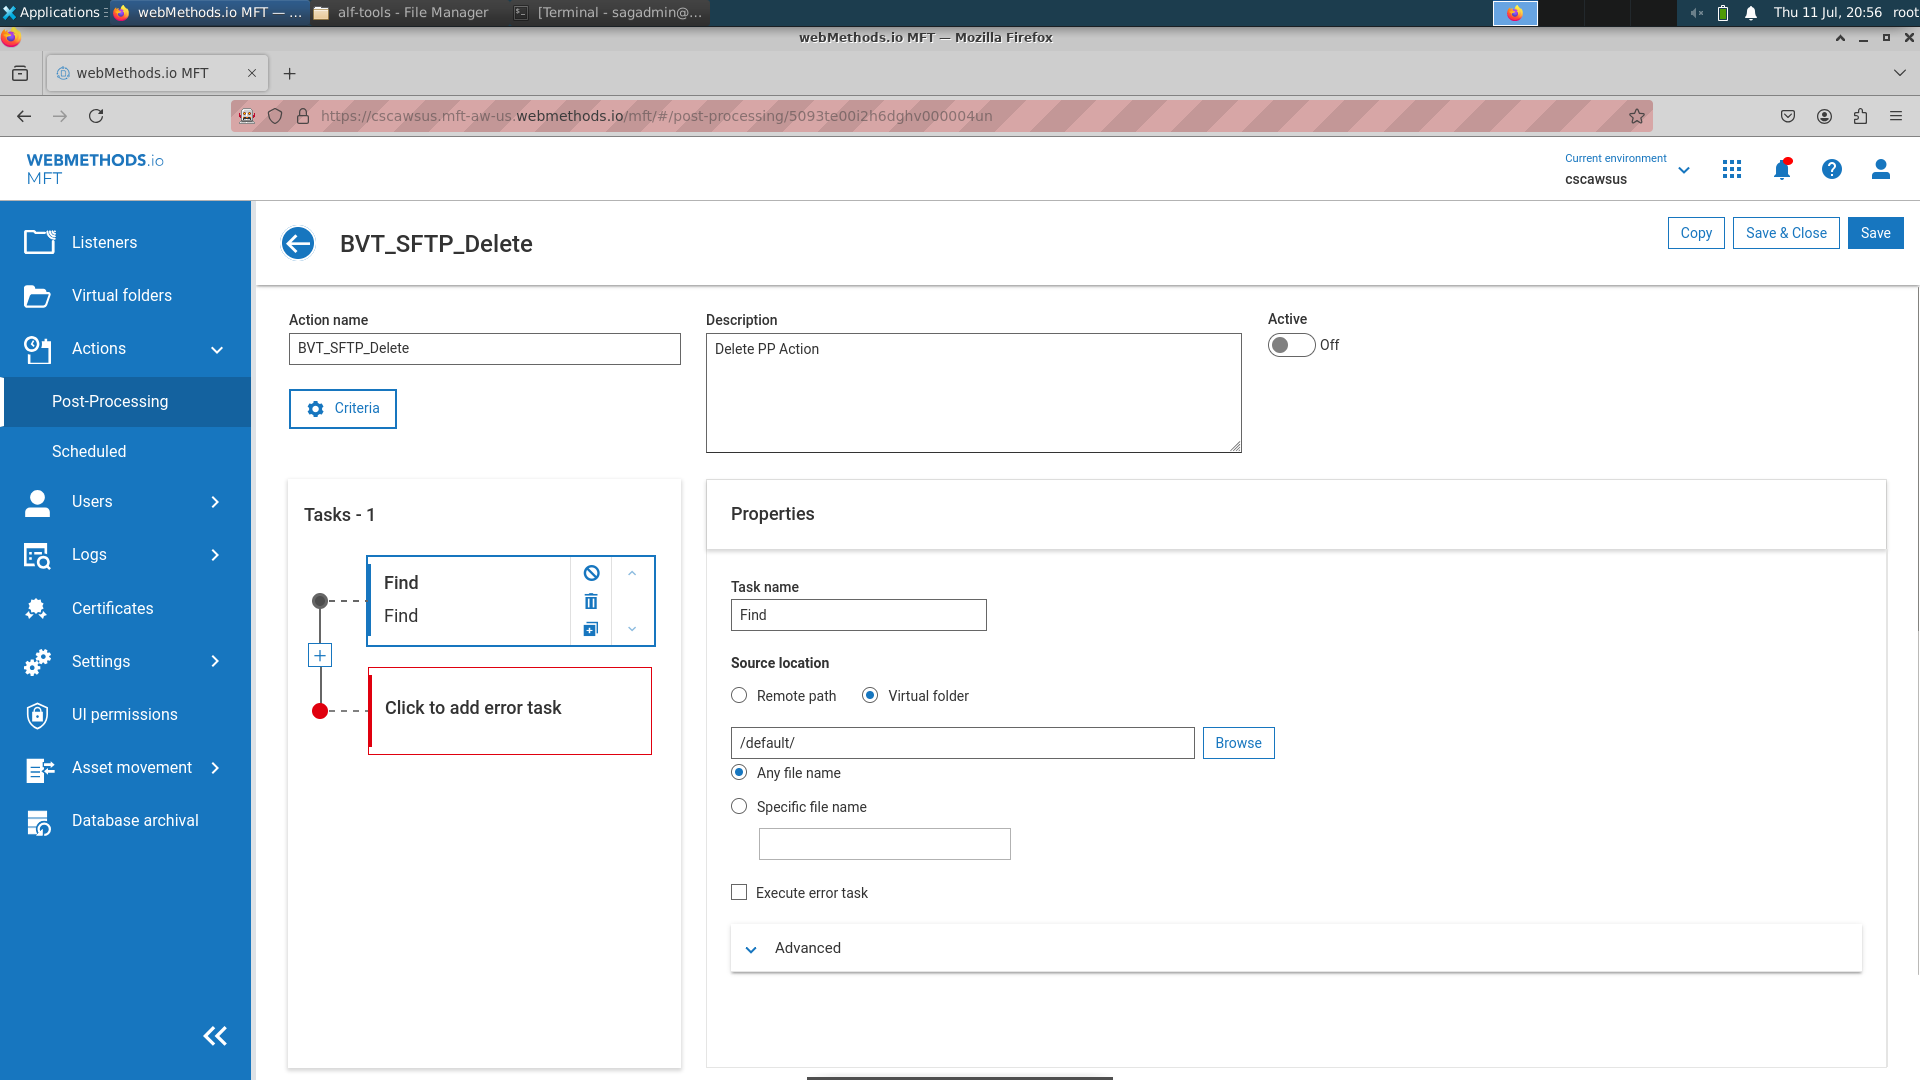 Applications
webMethods.io MFT — ...
alf-tools - File Manager
[Terminal - sagadmin@...
Thu 11 Jul, 20:56
root
webMethods.io MFT — Mozilla Firefox
webMethods.io MFT
https://cscawsus.mft-aw-us.webmethods.io/mft/#/post-processing/5093te00i2h6dghv000004un
WEBMETHODS.io
MFT
Current environment
cscawsus
Listeners
Virtual folders
Actions
Post-Processing
Scheduled
Users
Logs
Certificates
Settings
UI permissions
Asset movement
Database archival
BVT_SFTP_Delete
Copy
Save & Close
Save
Action name
BVT_SFTP_Delete
Criteria
Description
Delete PP Action
Active
Off
Tasks - 1
Find
Find
Click to add error task
Properties
Task name
Find
Source location
Remote path
Virtual folder
/default/
Browse
Any file name
Specific file name
Execute error task
Advanced